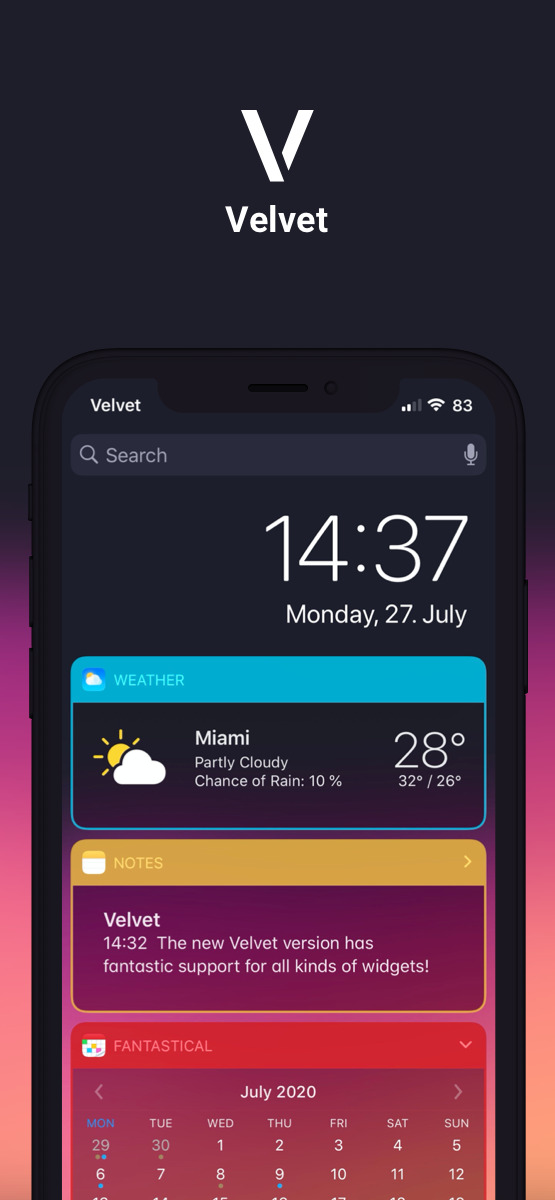 Velvet
Velvet 83
Search
14:37
Monday, 27. July
WEATHER
Miami
Partly Cloudy
Chance of Rain: 10 %
28°
32° / 26°
NOTES
Velvet
14:32 The new Velvet version has
fantastic support for all kinds of widgets!
FANTASTICAL
July 2020
MON TUE WED THU FRI SAT SUN
29 30 1 2 3 4 5
6 7 8 9 10 11 12